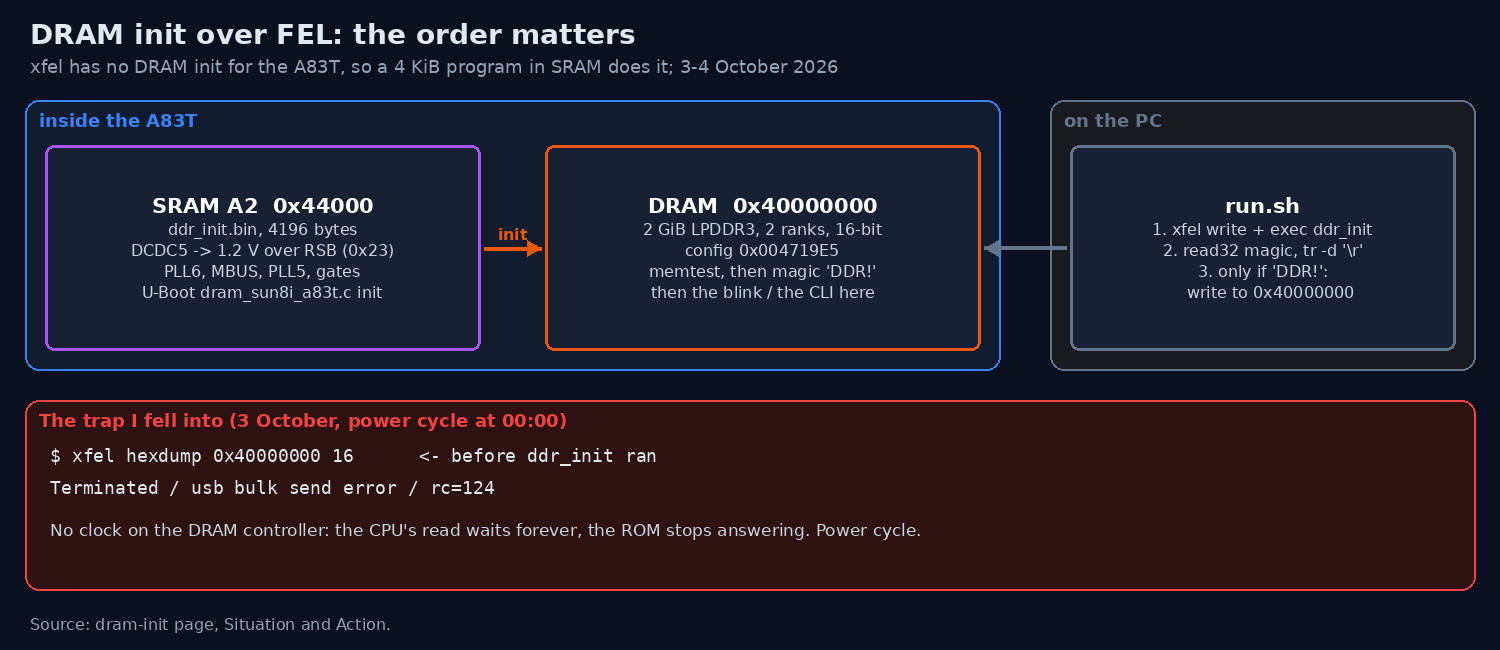 DRAM init over FEL: the order matters
xfel has no DRAM init for the A83T, so a 4 KiB program in SRAM does it; 3-4 October 2026
inside the A83T
SRAM A2  0x44000
ddr_init.bin, 4196 bytes
DCDC5 -> 1.2 V over RSB (0x23)
PLL6, MBUS, PLL5, gates
U-Boot dram_sun8i_a83t.c init
init
DRAM  0x40000000
2 GiB LPDDR3, 2 ranks, 16-bit
config 0x004719E5
memtest, then magic 'DDR!'
then the blink / the CLI here
on the PC
run.sh
1. xfel write + exec ddr_init
2. read32 magic, tr -d '\r'
3. only if 'DDR!':
write to 0x40000000
The trap I fell into (3 October, power cycle at 00:00)
$ xfel hexdump 0x40000000 16      <- before ddr_init ran
Terminated / usb bulk send error / rc=124
No clock on the DRAM controller: the CPU's read waits forever, the ROM stops answering. Power cycle.
Source: dram-init page, Situation and Action.